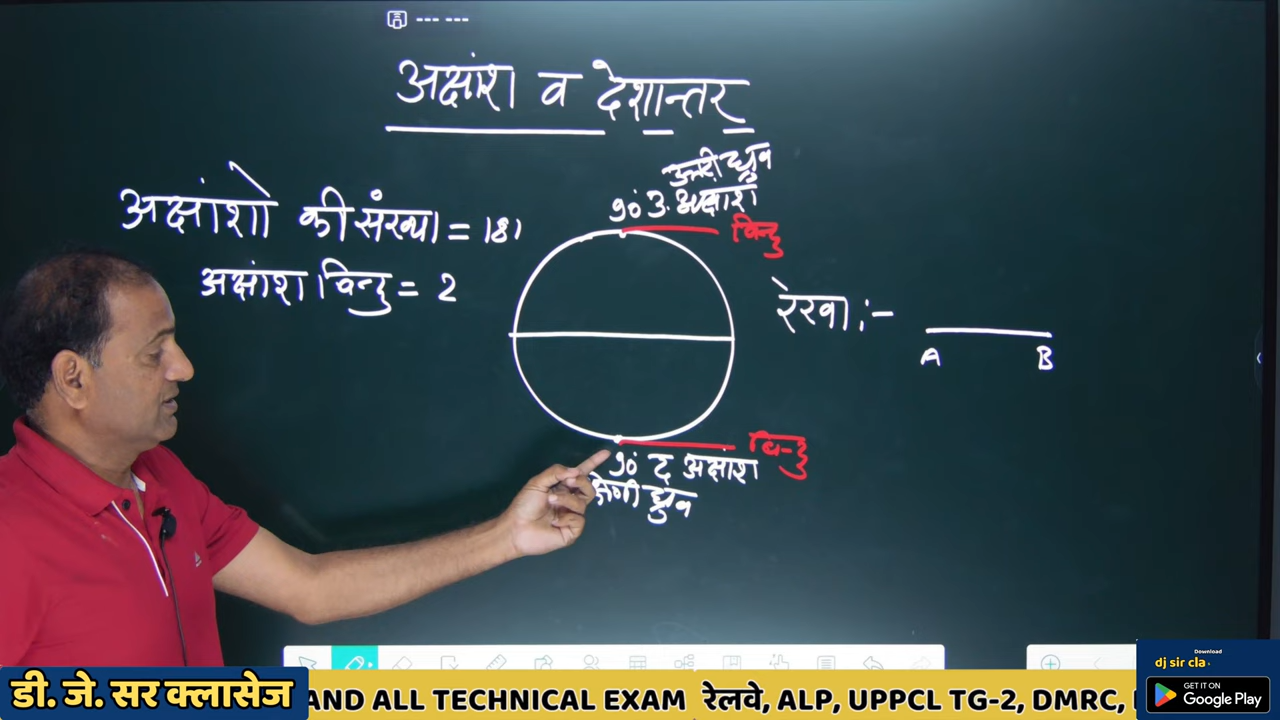 अक्षांश व देशान्तर
उत्तरी ध्रुव
90° उ. अक्षांश
बिन्दु
अक्षांशो की संख्या = 181
अक्षांश बिन्दु = 2
रेखा :-
A B
बिन्दु
90° द अक्षांश
ध्रुव
डी. जे. सर क्लासेज
AND ALL TECHNICAL EXAM रेलवे, ALP, UPPCL TG-2, DMRC,
Download
dj sir cla
GET IT ON
Google Play